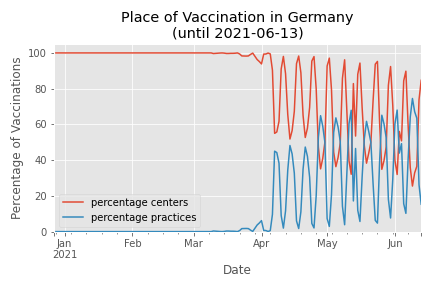 Place of Vaccination in Germany
(until 2021-06-13)
Percentage of Vaccinations
100
80
60
40
20
0
percentage centers
percentage practices
Jan
2021
Feb
Mar
Apr
May
Jun
Date